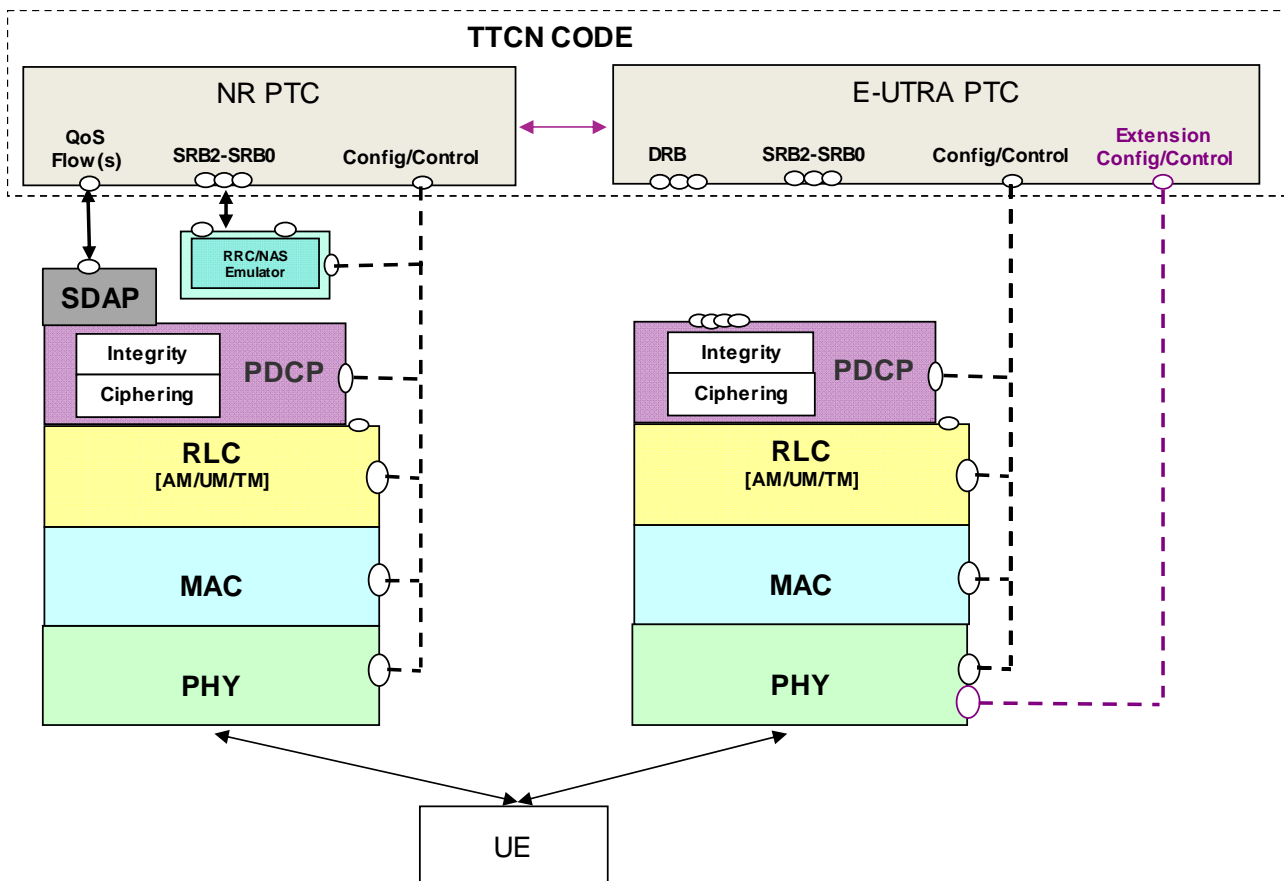 TTCN CODE
NR PTC
E-UTRA PTC
QoS
Flow(s)
SRB2-SRB0
Config/Control
DRB
SRB2-SRB0
Config/Control
Extension
Config/Control
RRC/NAS
Emulator
SDAP
Integrity
Ciphering
PDCP
RLC
[AM/UM/TM]
MAC
PHY
Integrity
Ciphering
PDCP
RLC
[AM/UM/TM]
MAC
PHY
UE